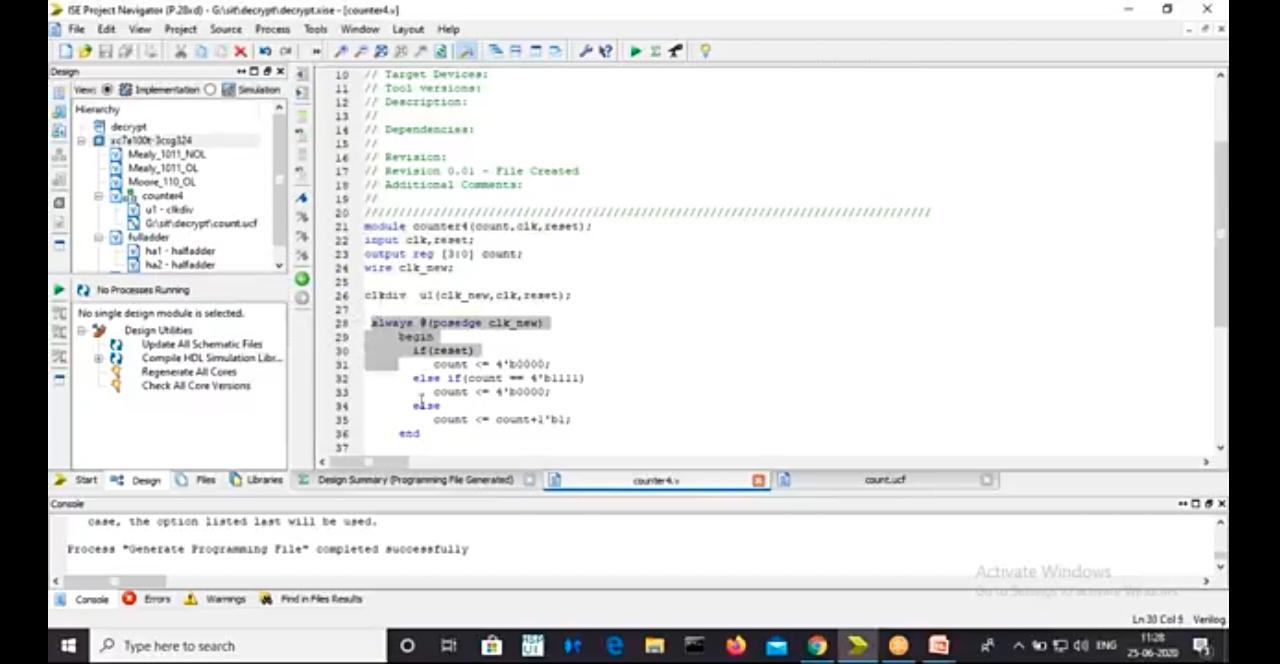 ISE Project Navigator (P.28xd) - G:\sit\decrypt\decrypt.xise - [counter4.v]
File Edit View Project Source Process Tools Window Layout Help
Design
View: Implementation Simulation
Hierarchy
decrypt
xc7a100t-3csg324
Mealy_1011_NOL
Mealy_1011_OL
Moore_110_OL
counter4
u1 - clkdiv
G:\sit\decrypt\count.ucf
fulladder
ha1 - halfadder
ha2 - halfadder
No Processes Running
No single design module is selected.
Design Utilities
Update All Schematic Files
Compile HDL Simulation Libr...
Regenerate All Cores
Check All Core Versions
Start Design Files Libraries
10 // Target Devices:
11 // Tool versions:
12 // Description:
13 //
14 // Dependencies:
15 //
16 // Revision:
17 // Revision 0.01 - File Created
18 // Additional Comments:
19 //
20 //////////////////////////////////////////////////////////////////////////////////
21 module counter4(count,clk,reset);
22 input clk,reset;
23 output reg [3:0] count;
24 wire clk_new;
25
26 clkdiv u1(clk_new,clk,reset);
27
28 always @(posedge clk_new)
29 begin
30 if(reset)
31 count <= 4'b0000;
32 else if(count == 4'b1111)
33 count <= 4'b0000;
34 else
35 count <= count+1'b1;
36 end
37
Design Summary (Programming File Generated) counter4.v count.ucf
Console
case, the option listed last will be used.
Process "Generate Programming File" completed successfully
Console Errors Warnings Find in Files Results
Activate Windows
Go to Settings to activate Windows.
Ln 30 Col 5 Verilog
Type here to search
ENG
11:28
25-06-2020